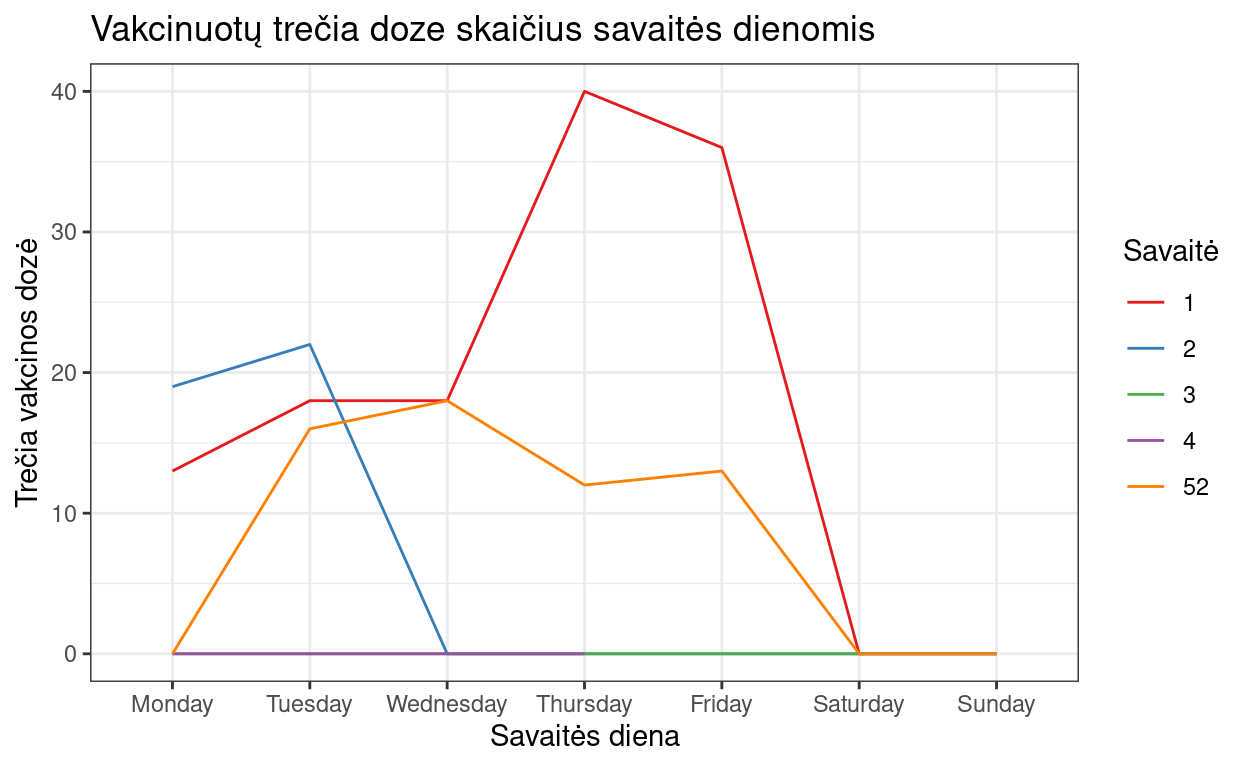 Vakcinuotų trečia doze skaičius savaitės dienomis
Trečia vakcinos dozė
40
30
20
10
0
Monday Tuesday Wednesday Thursday Friday Saturday Sunday
Savaitės diena
Savaitė
1
2
3
4
52